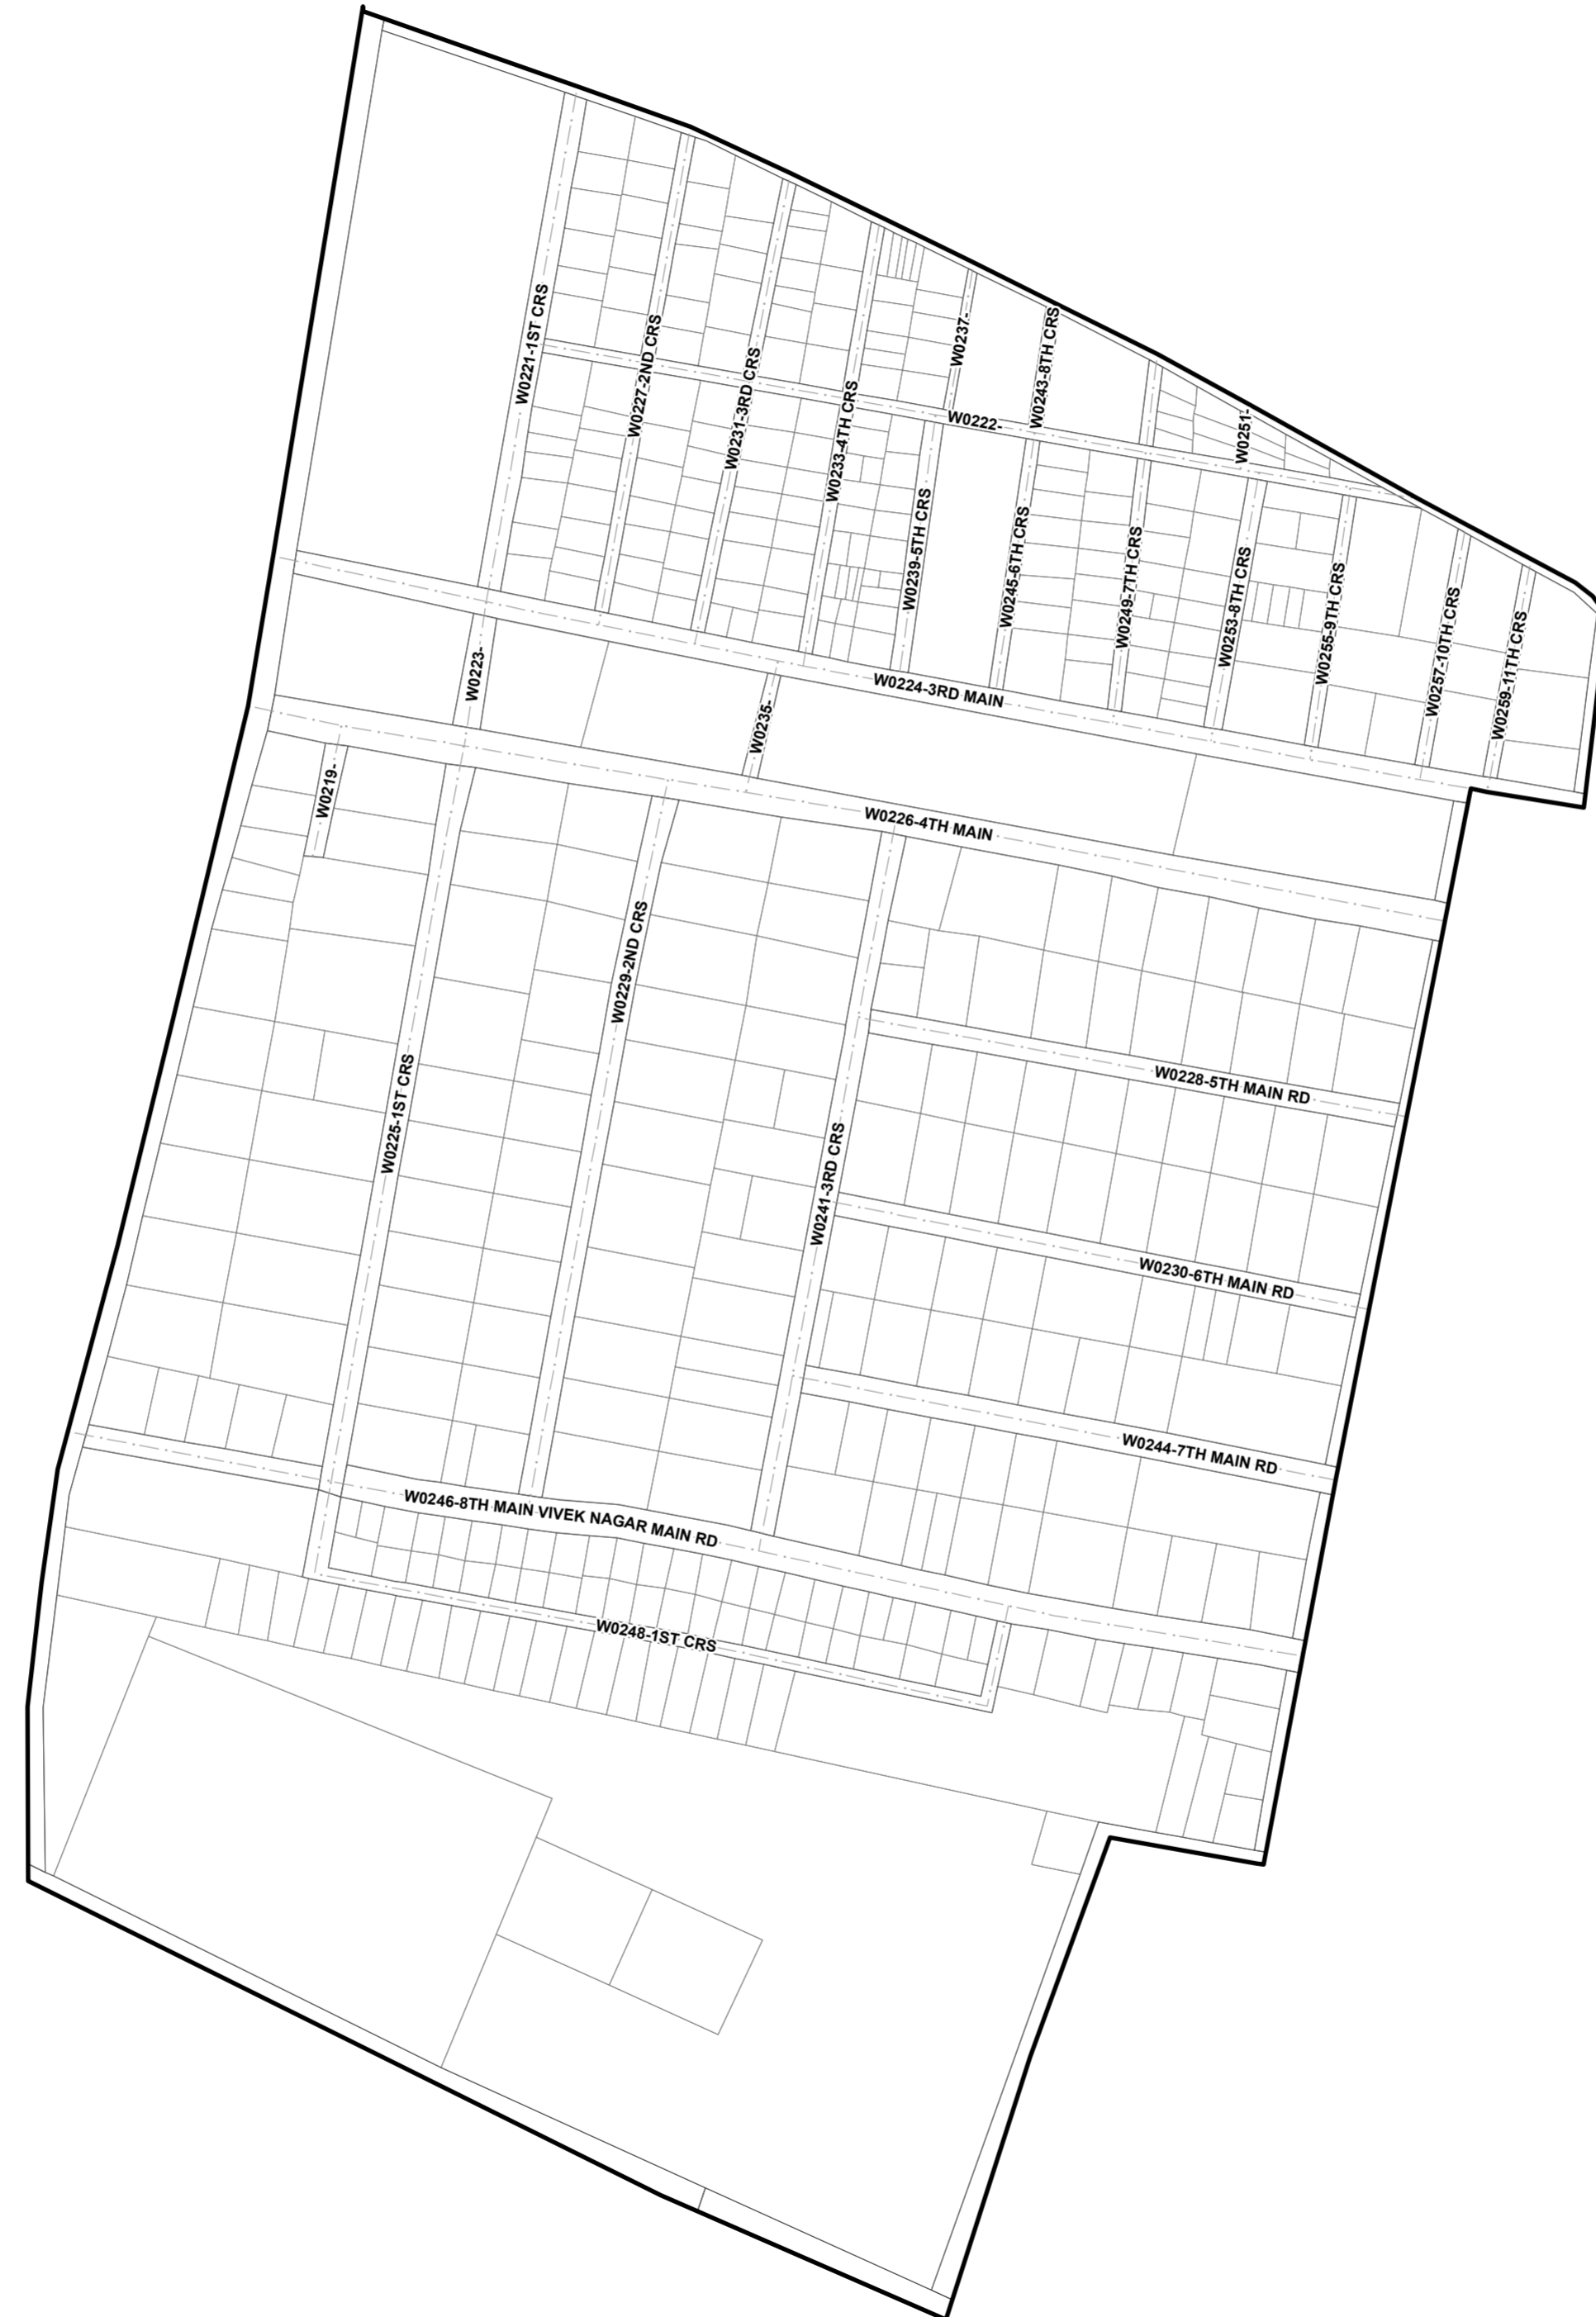 W0221-1ST CRS
W0227-2ND CRS
W0231-3RD CRS
W0233-4TH CRS
W0237-
W0243-8TH CRS
W0222-
W0251-
W0239-5TH CRS
W0245-6TH CRS
W0249-7TH CRS
W0253-8TH CRS
W0255-9TH CRS
W0257-10TH CRS
W0259-11TH CRS
W0223-
W0224-3RD MAIN
W0235-
W0219-
W0226-4TH MAIN
W0229-2ND CRS
W0225-1ST CRS
W0228-5TH MAIN RD
W0241-3RD CRS
W0230-6TH MAIN RD
W0244-7TH MAIN RD
W0246-8TH MAIN VIVEK NAGAR MAIN RD
W0248-1ST CRS